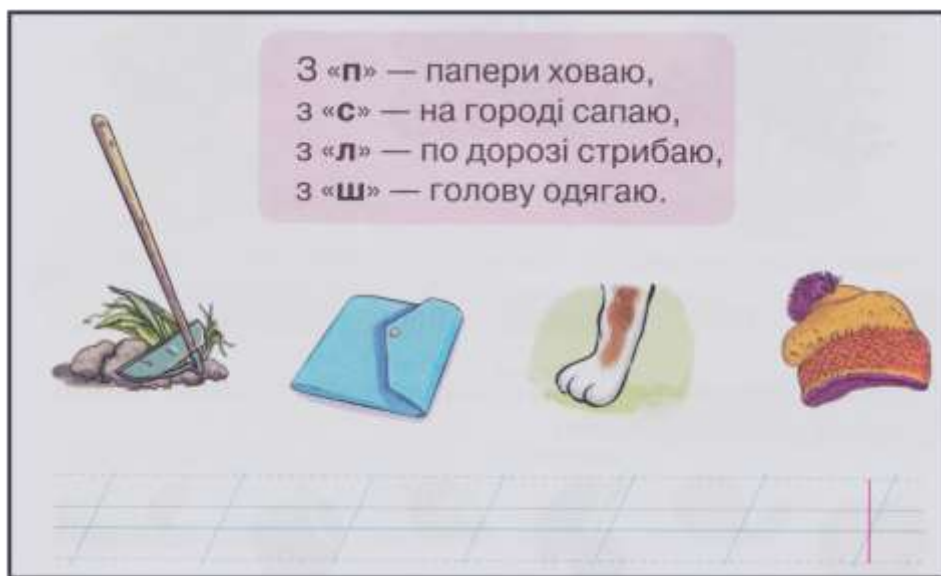 З «п» — папери ховаю,
з «с» — на городі сапаю,
з «л» — по дорозі стрибаю,
з «ш» — голову одягаю.